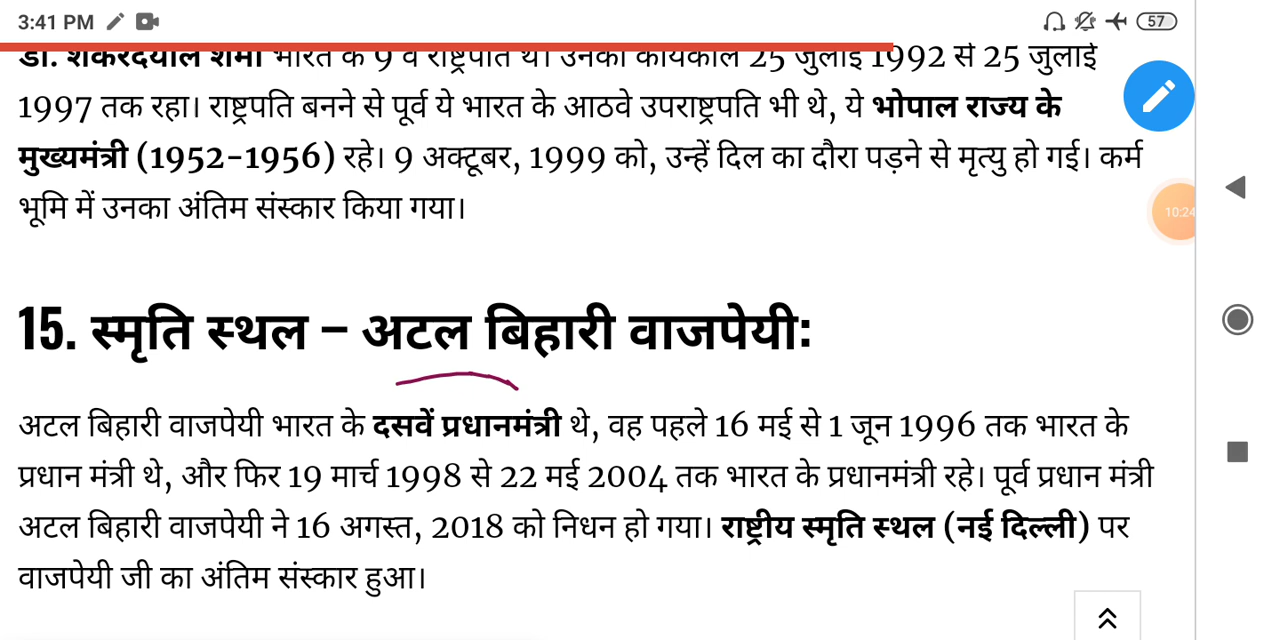 3:41 PM
57
डॉ. शंकरदयाल शर्मा भारत के 9 वे राष्ट्रपति थे। उनका कार्यकाल 25 जुलाई 1992 से 25 जुलाई
1997 तक रहा। राष्ट्रपति बनने से पूर्व ये भारत के आठवे उपराष्ट्रपति भी थे, ये भोपाल राज्य के
10:24
मुख्यमंत्री (1952-1956) रहे। 9 अक्टूबर, 1999 को, उन्हें दिल का दौरा पड़ने से मृत्यु हो गई। कर्म
भूमि में उनका अंतिम संस्कार किया गया।
15. स्मृति स्थल – अटल बिहारी वाजपेयी:
अटल बिहारी वाजपेयी भारत के दसवें प्रधानमंत्री थे, वह पहले 16 मई से 1 जून 1996 तक भारत के
प्रधान मंत्री थे, और फिर 19 मार्च 1998 से 22 मई 2004 तक भारत के प्रधानमंत्री रहे। पूर्व प्रधान मंत्री
अटल बिहारी वाजपेयी ने 16 अगस्त, 2018 को निधन हो गया। राष्ट्रीय स्मृति स्थल (नई दिल्ली) पर
वाजपेयी जी का अंतिम संस्कार हुआ।